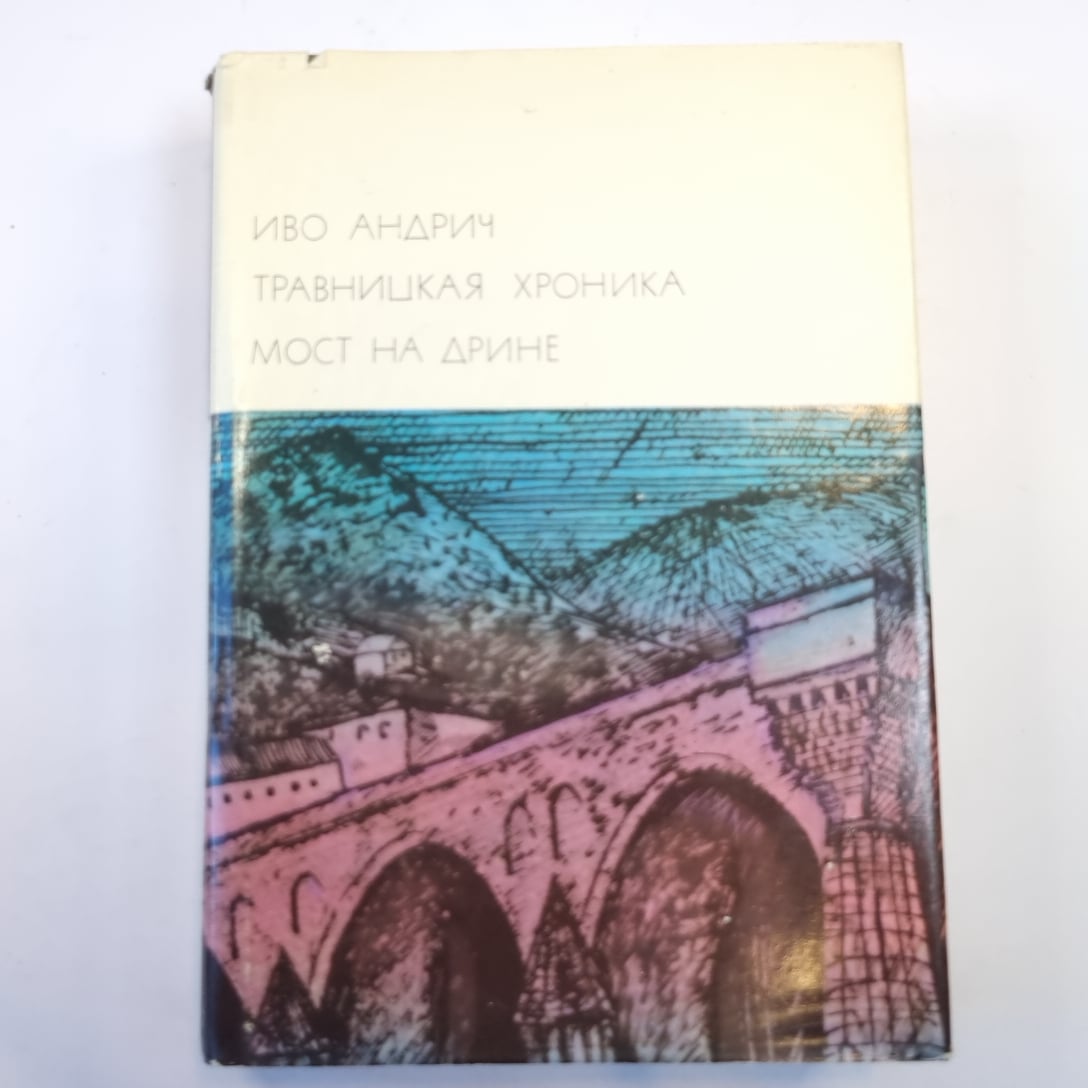 ИВО АНДРИЧ
ТРАВНИЦКАЯ ХРОНИКА
МОСТ НА ДРИНЕ